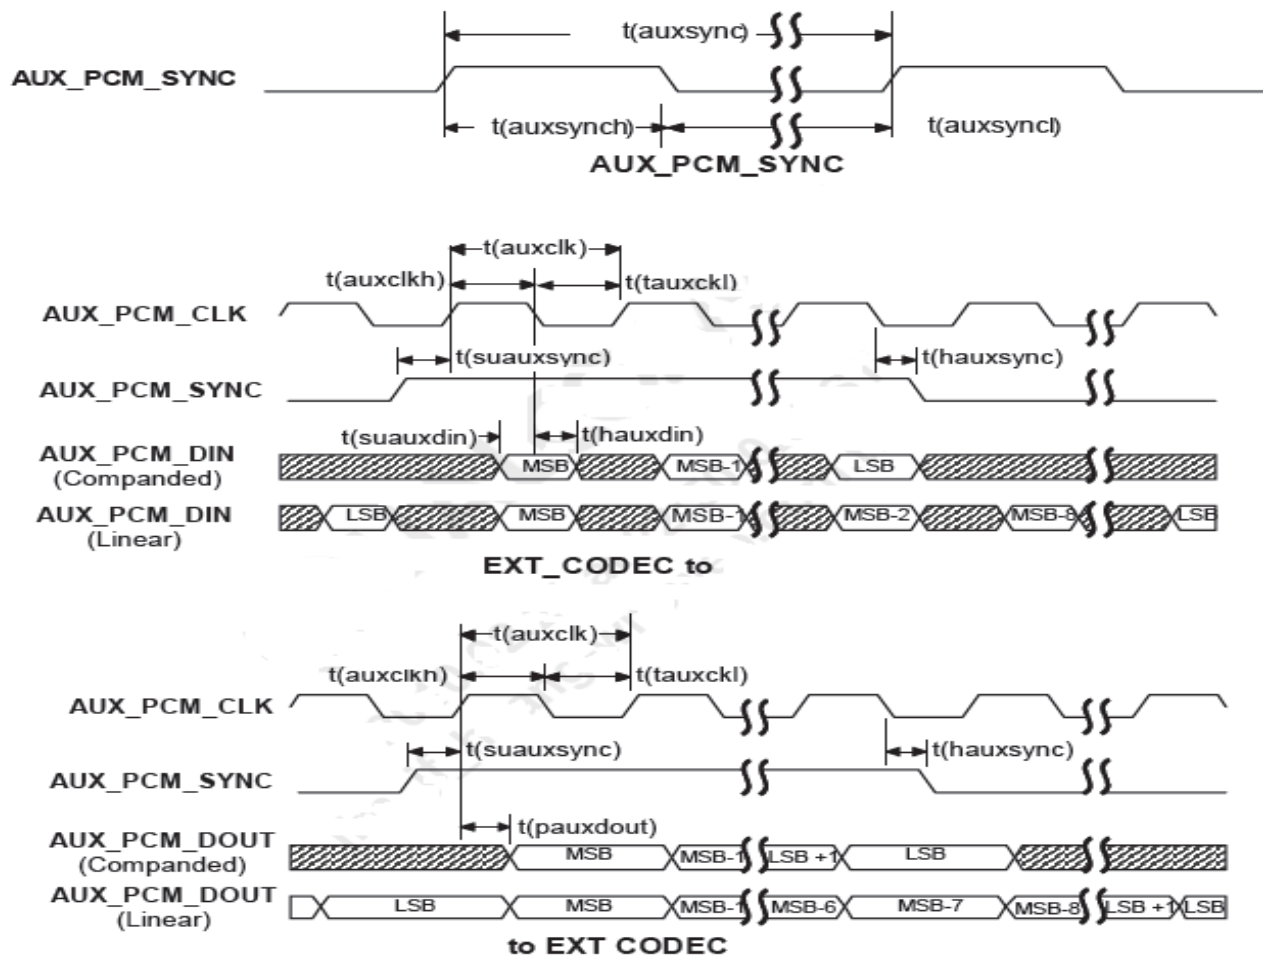 t(auxsync)
AUX_PCM_SYNC
t(auxsynch) t(auxsyncl)
AUX_PCM_SYNC
t(auxclk)
t(auxclkh) t(tauxckl)
AUX_PCM_CLK
t(suauxsync) t(hauxsync)
AUX_PCM_SYNC
t(suauxdin) t(hauxdin)
AUX_PCM_DIN MSB MSB-1 LSB
(Companded)
AUX_PCM_DIN LSB MSB MSB-1 MSB-2 MSB-8 LSB
(Linear)
EXT_CODEC to
t(auxclk)
t(auxclkh) t(tauxckl)
AUX_PCM_CLK
t(suauxsync) t(hauxsync)
AUX_PCM_SYNC
t(pauxdout)
AUX_PCM_DOUT MSB MSB-1 LSB +1 LSB
(Companded)
AUX_PCM_DOUT LSB MSB MSB-1 MSB-6 MSB-7 MSB-8 LSB +1 LSB
(Linear)
to EXT CODEC